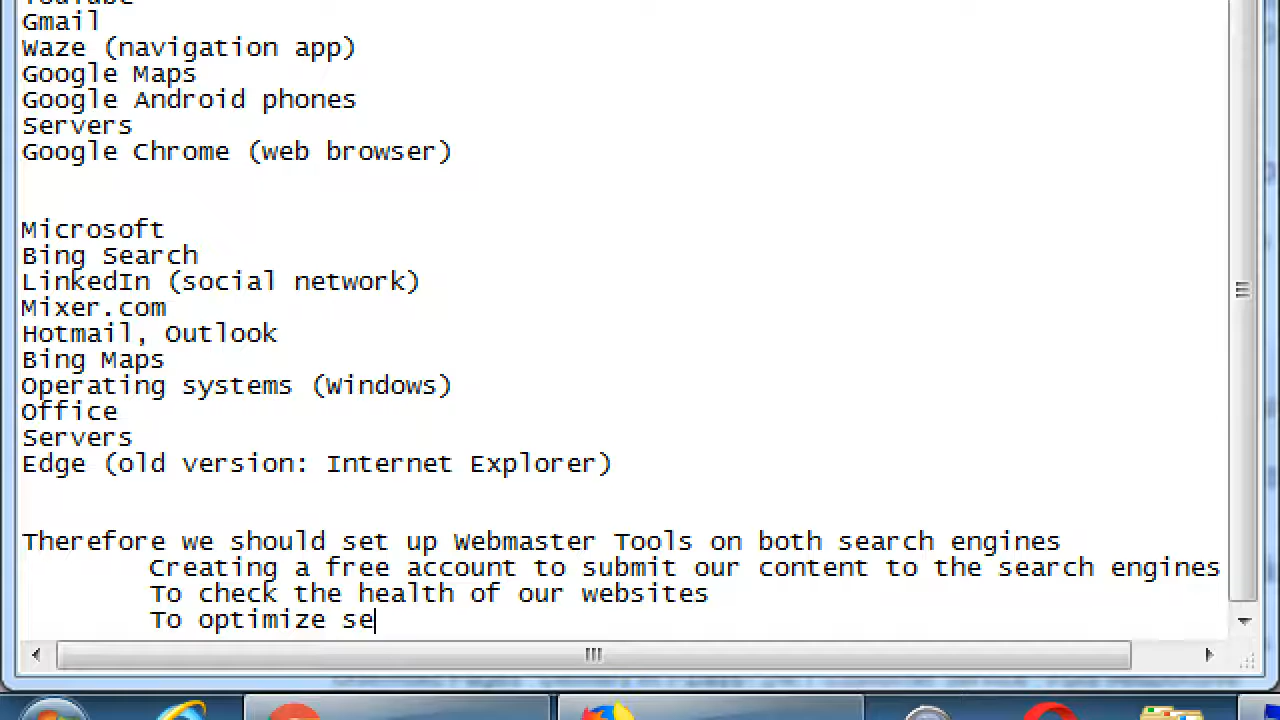 YouTube
Gmail
Waze (navigation app)
Google Maps
Google Android phones
Servers
Google Chrome (web browser)
Microsoft
Bing Search
LinkedIn (social network)
Mixer.com
Hotmail, Outlook
Bing Maps
Operating systems (Windows)
Office
Servers
Edge (old version: Internet Explorer)
Therefore we should set up Webmaster Tools on both search engines
Creating a free account to submit our content to the search engines
To check the health of our websites
To optimize se